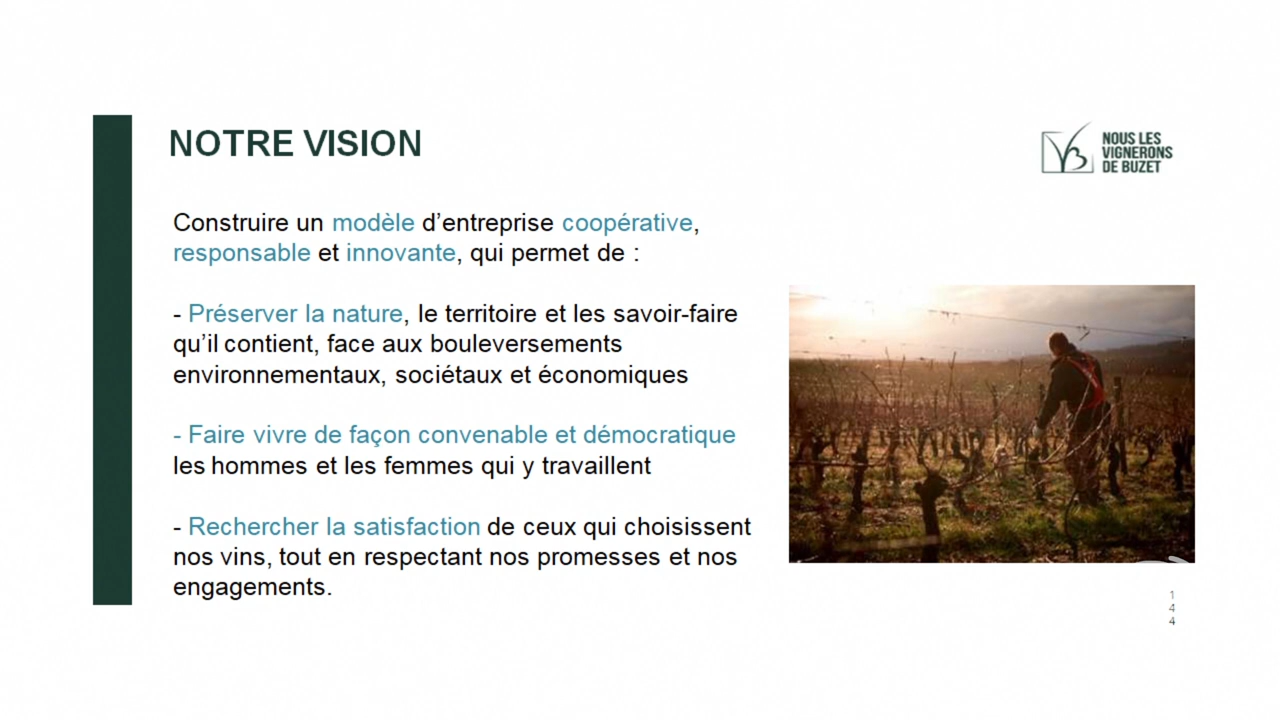 NOTRE VISION
NOUS LES
VIGNERONS
DE BUZET
Construire un modèle d’entreprise coopérative,
responsable et innovante, qui permet de :
- Préserver la nature, le territoire et les savoir-faire
qu’il contient, face aux bouleversements
environnementaux, sociétaux et économiques
- Faire vivre de façon convenable et démocratique
les hommes et les femmes qui y travaillent
- Rechercher la satisfaction de ceux qui choisissent
nos vins, tout en respectant nos promesses et nos
engagements.
1
4
4